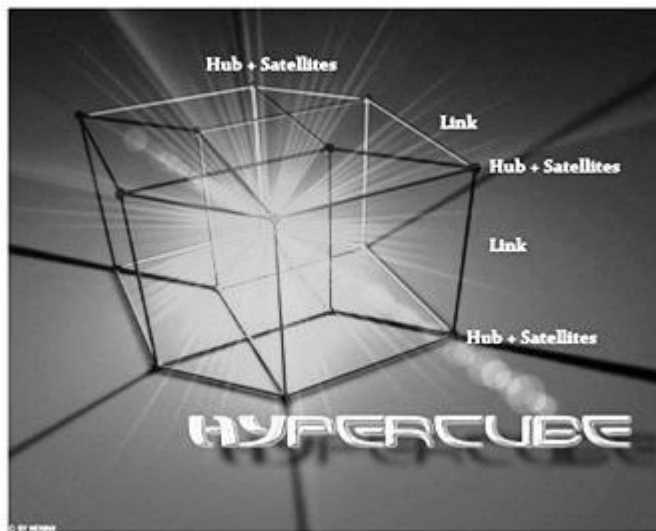 Hub + Satellites
Link
Hub + Satellites
Link
Hub + Satellites
HYPERCUBE